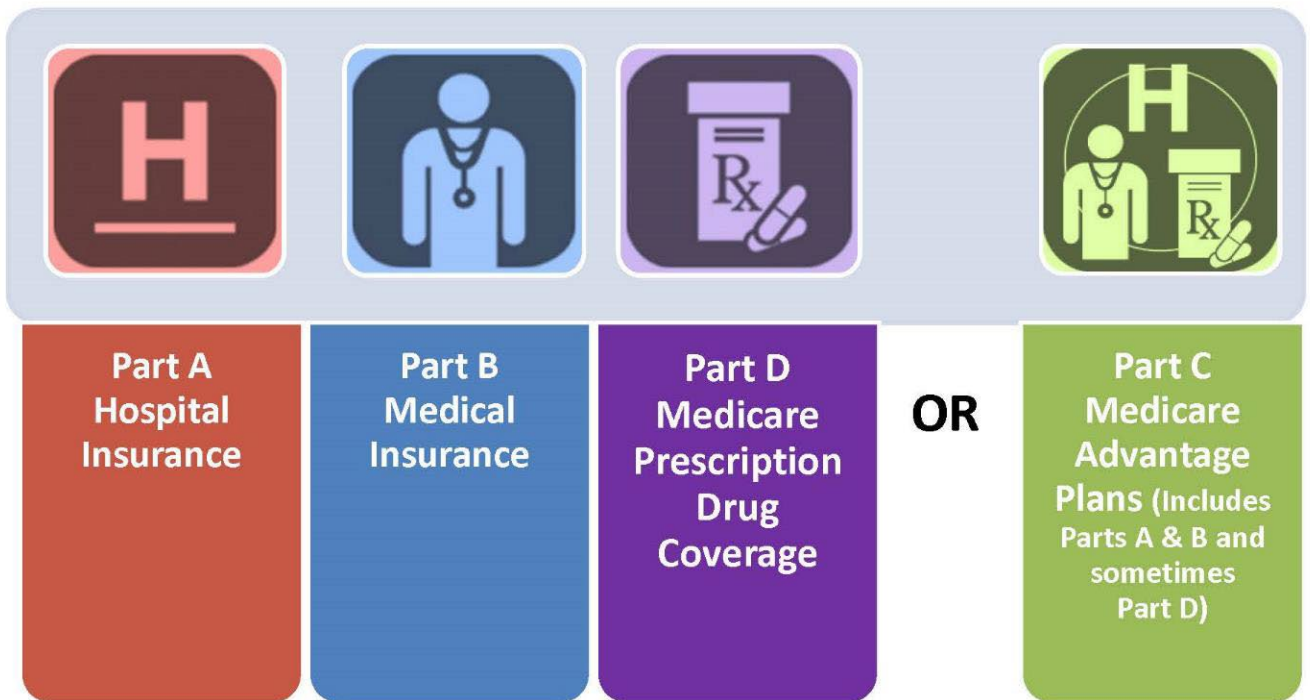 H
Rx
H
Rx
Part A
Hospital
Insurance
Part B
Medical
Insurance
Part D
Medicare
Prescription
Drug
Coverage
OR
Part C
Medicare
Advantage
Plans (Includes
Parts A & B and
sometimes
Part D)